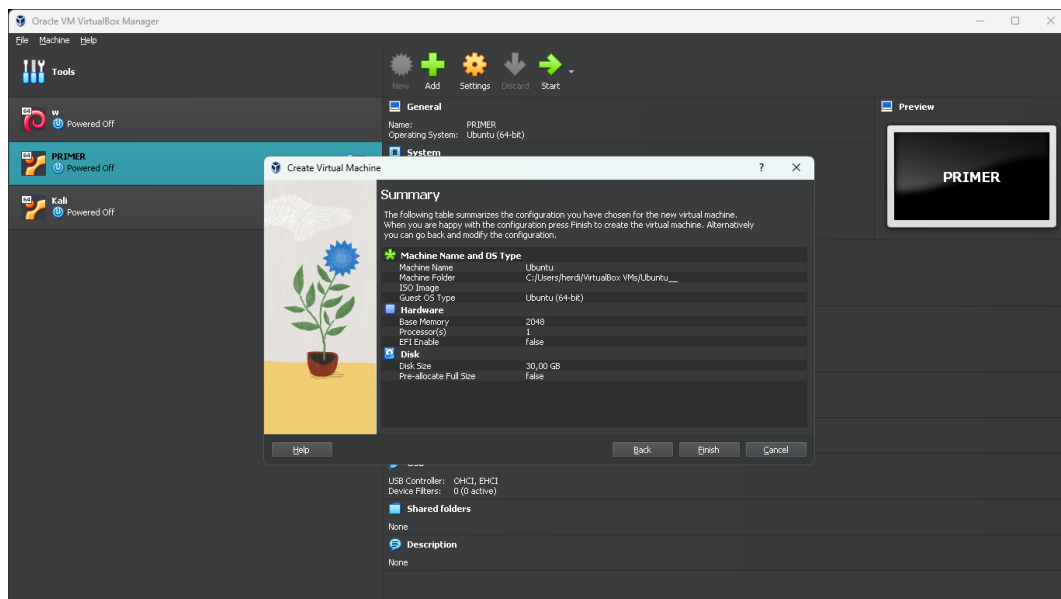 Oracle VM VirtualBox Manager
File Machine Help
Tools
New Add Settings Discard Start
64
w
Powered Off
64
PRIMER
Powered Off
64
Kali
Powered Off
General
Name: PRIMER
Operating System: Ubuntu (64-bit)
System
Preview
PRIMER
Create Virtual Machine
?
Summary
The following table summarizes the configuration you have chosen for the new virtual machine.
When you are happy with the configuration press Finish to create the virtual machine. Alternatively
you can go back and modify the configuration.
Machine Name and OS Type
Machine Name Ubuntu
Machine Folder C:/Users/herdi/VirtualBox VMs/Ubuntu__
ISO Image
Guest OS Type Ubuntu (64-bit)
Hardware
Base Memory 2048
Processor(s) 1
EFI Enable false
Disk
Disk Size 30,00 GB
Pre-allocate Full Size false
Help Back Finish Cancel
USB Controller: OHCI, EHCI
Device Filters: 0 (0 active)
Shared folders
None
Description
None